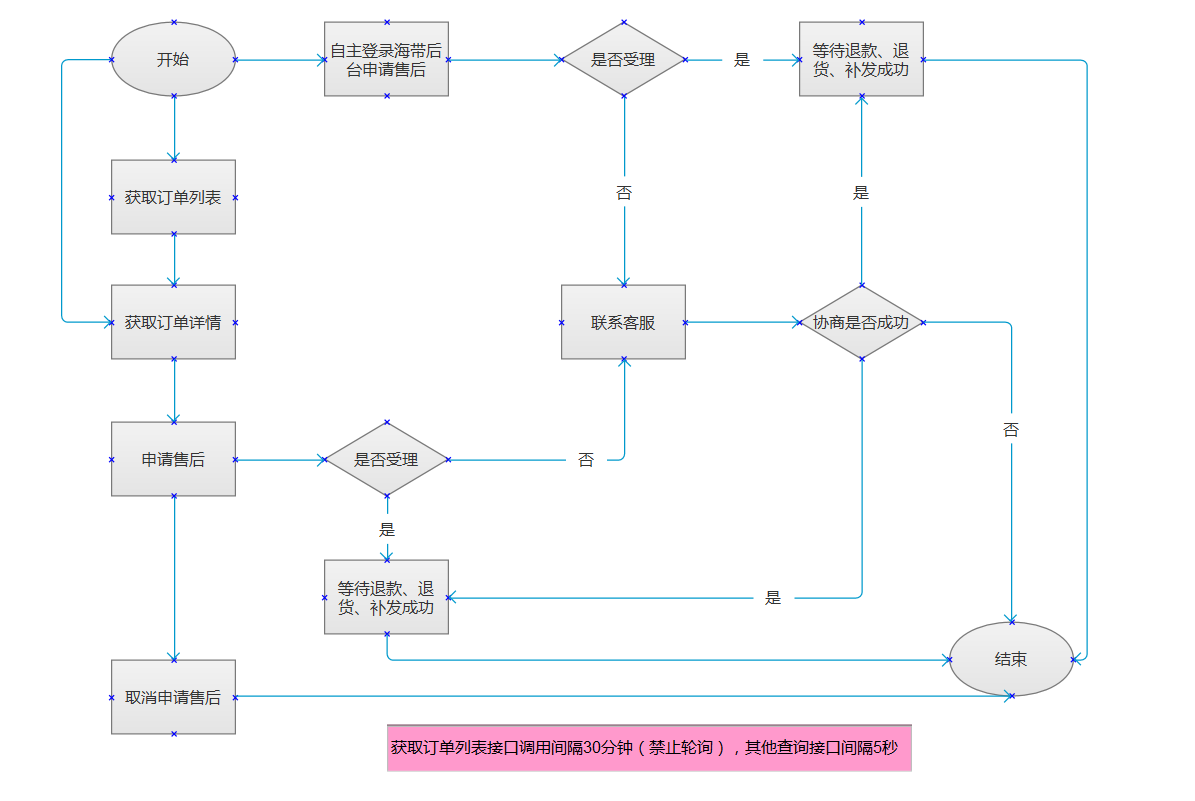 开始
自主登录海带后
台申请售后
是否受理
是
等待退款、退
货、补发成功
获取订单列表
否
是
获取订单详情
联系客服
协商是否成功
否
申请售后
是否受理
否
是
等待退款、退
货、补发成功
是
结束
取消申请售后
获取订单列表接口调用间隔30分钟（禁止轮询），其他查询接口间隔5秒